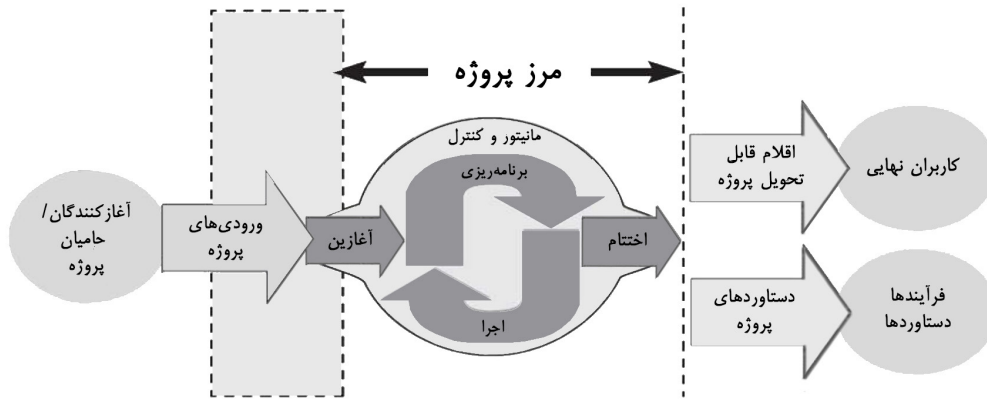 مرز پروژه
مانیتور و کنترل
برنامه‌ریزی
آغازکنندگان/
حامیان
پروژه
ورودی‌های
پروژه
آغازین
اختتام
اجرا
اقلام قابل
تحویل پروژه
کاربران نهایی
دستاوردهای
پروژه
فرآیندها
دستاوردها